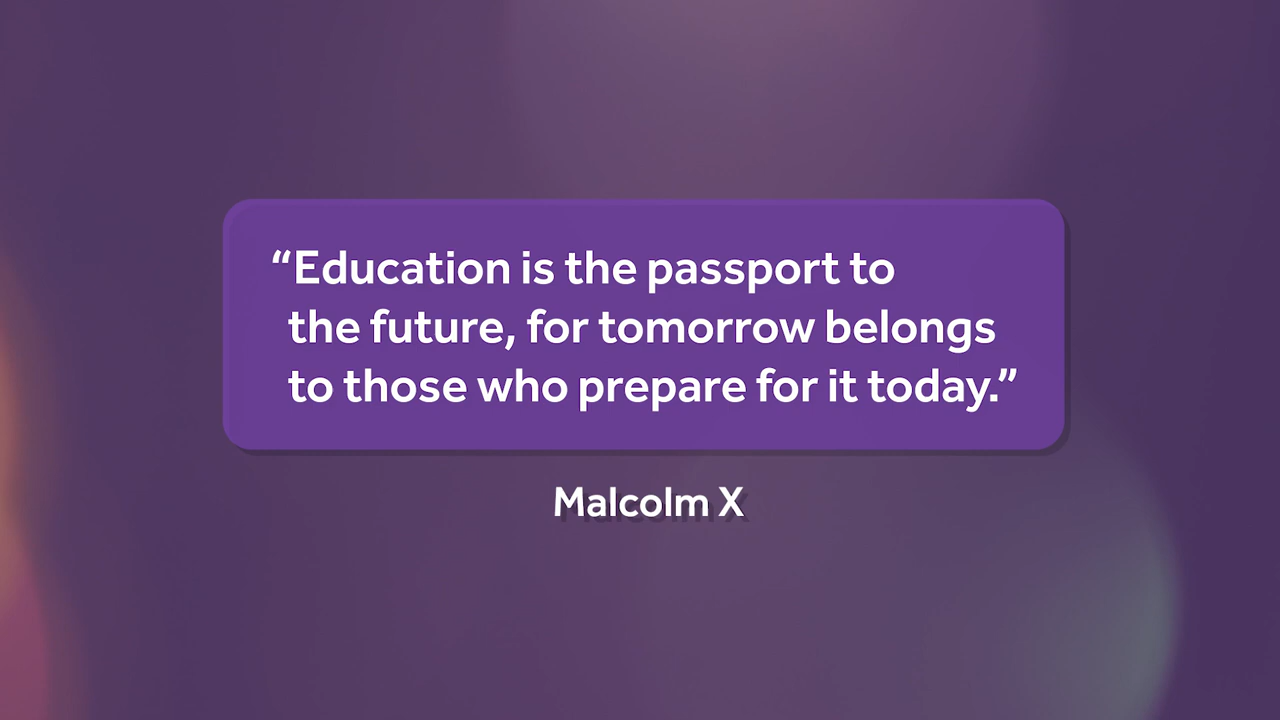 “Education is the passport to
the future, for tomorrow belongs
to those who prepare for it today.”
Malcolm X